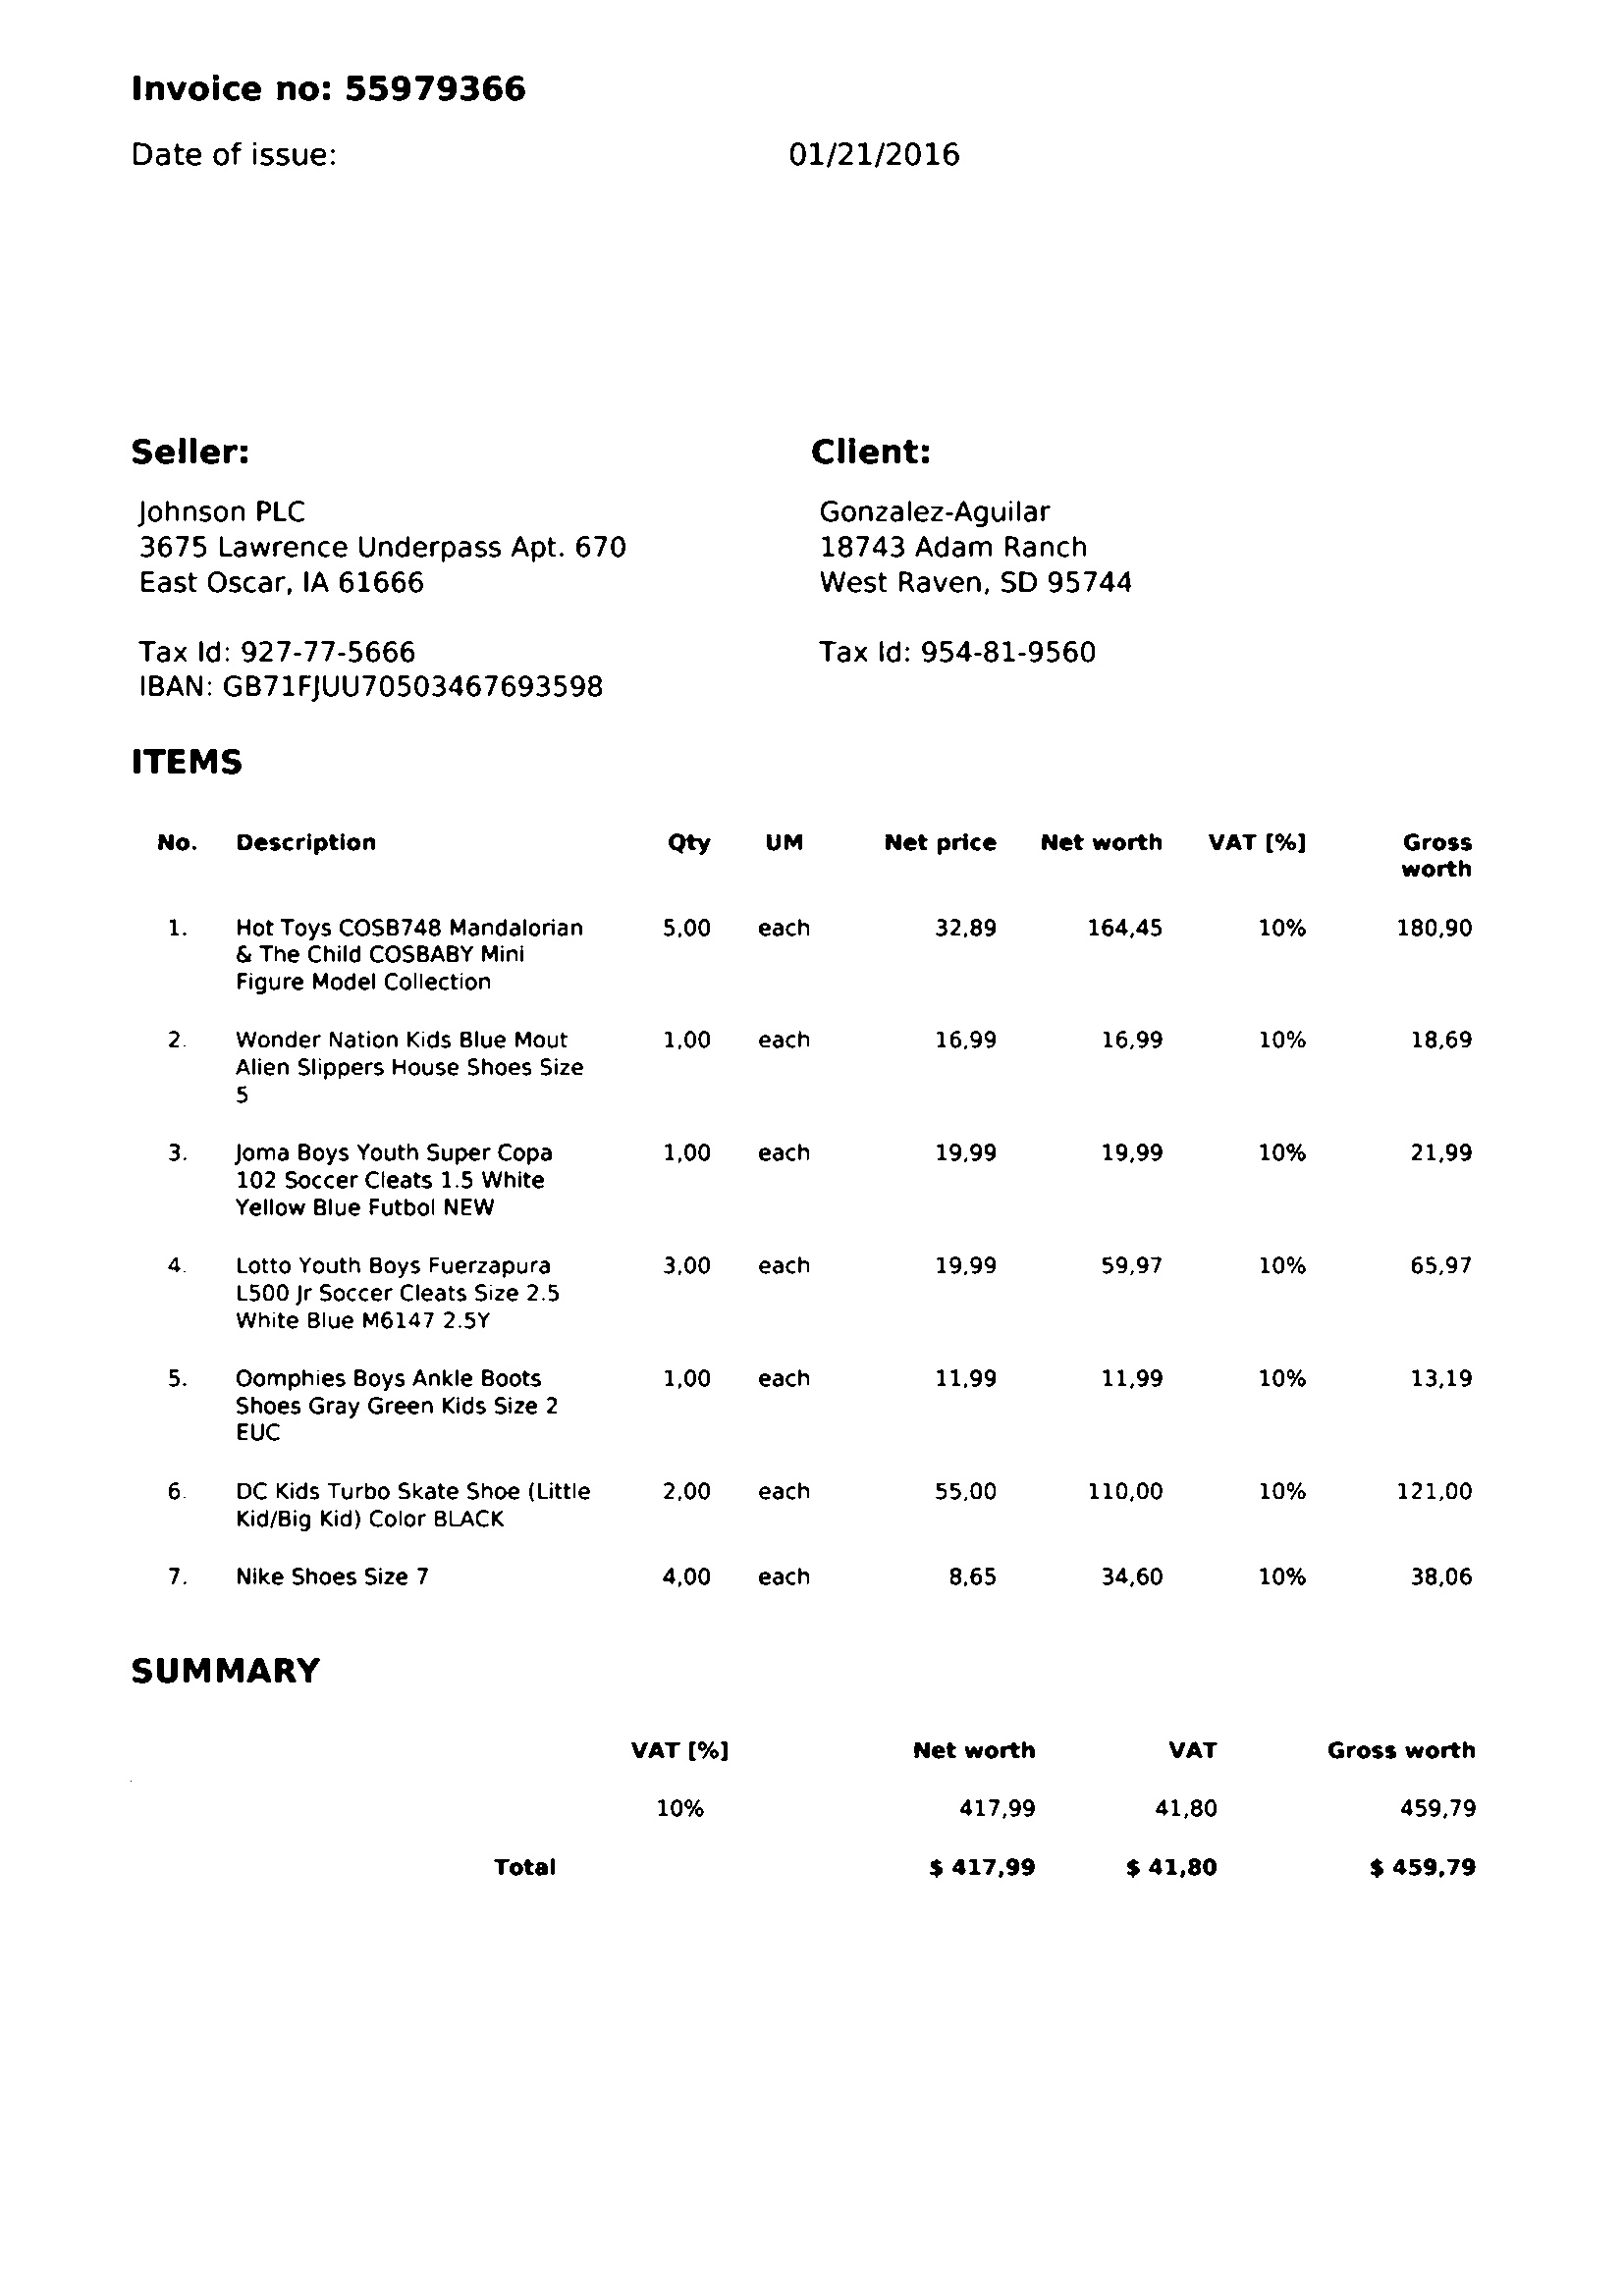 Invoice no: 55979366
Date of issue: 01/21/2016
Seller: Client:
Johnson PLC Gonzalez-Aguilar
3675 Lawrence Underpass Apt. 670 18743 Adam Ranch
East Oscar, IA 61666 West Raven, SD 95744
Tax Id: 927-77-5666 Tax Id: 954-81-9560
IBAN: GB71FJUU70503467693598
ITEMS
No. Description Qty UM Net price Net worth VAT [%] Gross
worth
1. Hot Toys COSB748 Mandalorian 5,00 each 32,89 164,45 10% 180,90
& The Child COSBABY Mini
Figure Model Collection
2. Wonder Nation Kids Blue Mout 1,00 each 16,99 16,99 10% 18,69
Alien Slippers House Shoes Size
5
3. Joma Boys Youth Super Copa 1,00 each 19,99 19,99 10% 21,99
102 Soccer Cleats 1.5 White
Yellow Blue Futbol NEW
4. Lotto Youth Boys Fuerzapura 3,00 each 19,99 59,97 10% 65,97
L500 Jr Soccer Cleats Size 2.5
White Blue M6147 2.5Y
5. Oomphies Boys Ankle Boots 1,00 each 11,99 11,99 10% 13,19
Shoes Gray Green Kids Size 2
EUC
6. DC Kids Turbo Skate Shoe (Little 2,00 each 55,00 110,00 10% 121,00
Kid/Big Kid) Color BLACK
7. Nike Shoes Size 7 4,00 each 8,65 34,60 10% 38,06
SUMMARY
VAT [%] Net worth VAT Gross worth
10% 417,99 41,80 459,79
Total $ 417,99 $ 41,80 $ 459,79